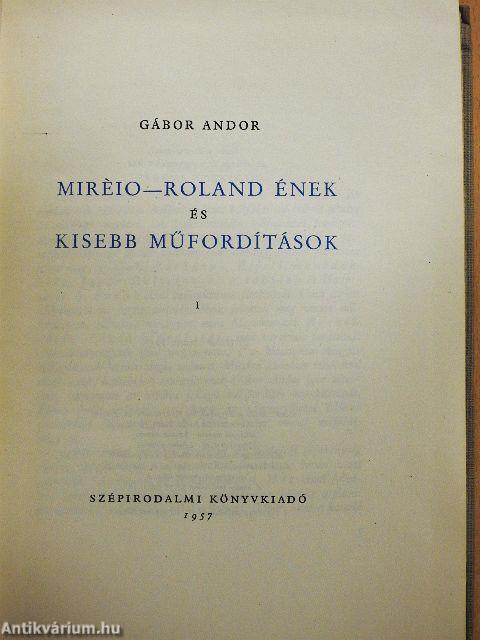 GÁBOR ANDOR
MIRÈIO—ROLAND ÉNEK
ÉS
KISEBB MŰFORDÍTÁSOK
I
SZÉPIRODALMI KÖNYVKIADÓ
1957
Antikvárium.hu